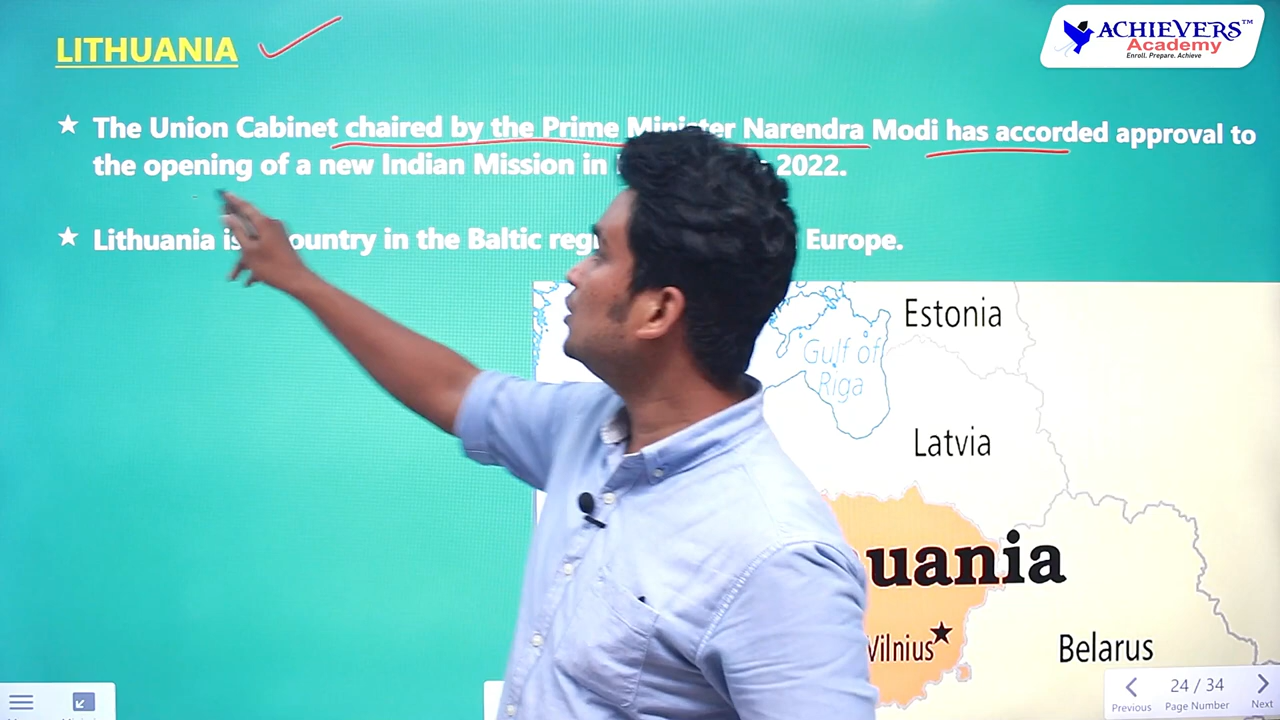 LITHUANIA
ACHIEVERS™
Academy
Enroll. Prepare. Achieve
★ The Union Cabinet chaired by the Prime Minister Narendra Modi has accorded approval to
the opening of a new Indian Mission in 2022.
★ Lithuania is country in the Baltic Europe.
Estonia
Gulf of
Riga
Latvia
uania
Vilnius
Belarus
24 / 34
Previous
Page Number
Next